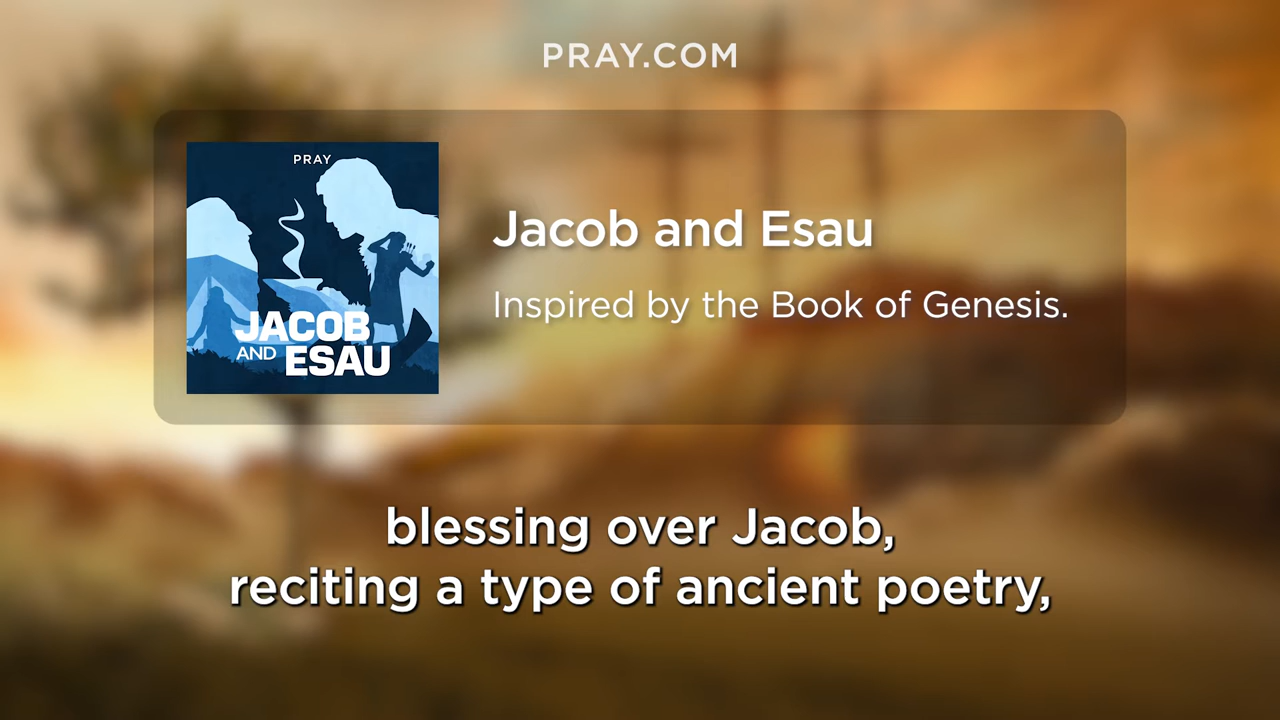 PRAY.COM
PRAY
JACOB
AND ESAU
Jacob and Esau
Inspired by the Book of Genesis.
blessing over Jacob,
reciting a type of ancient poetry,